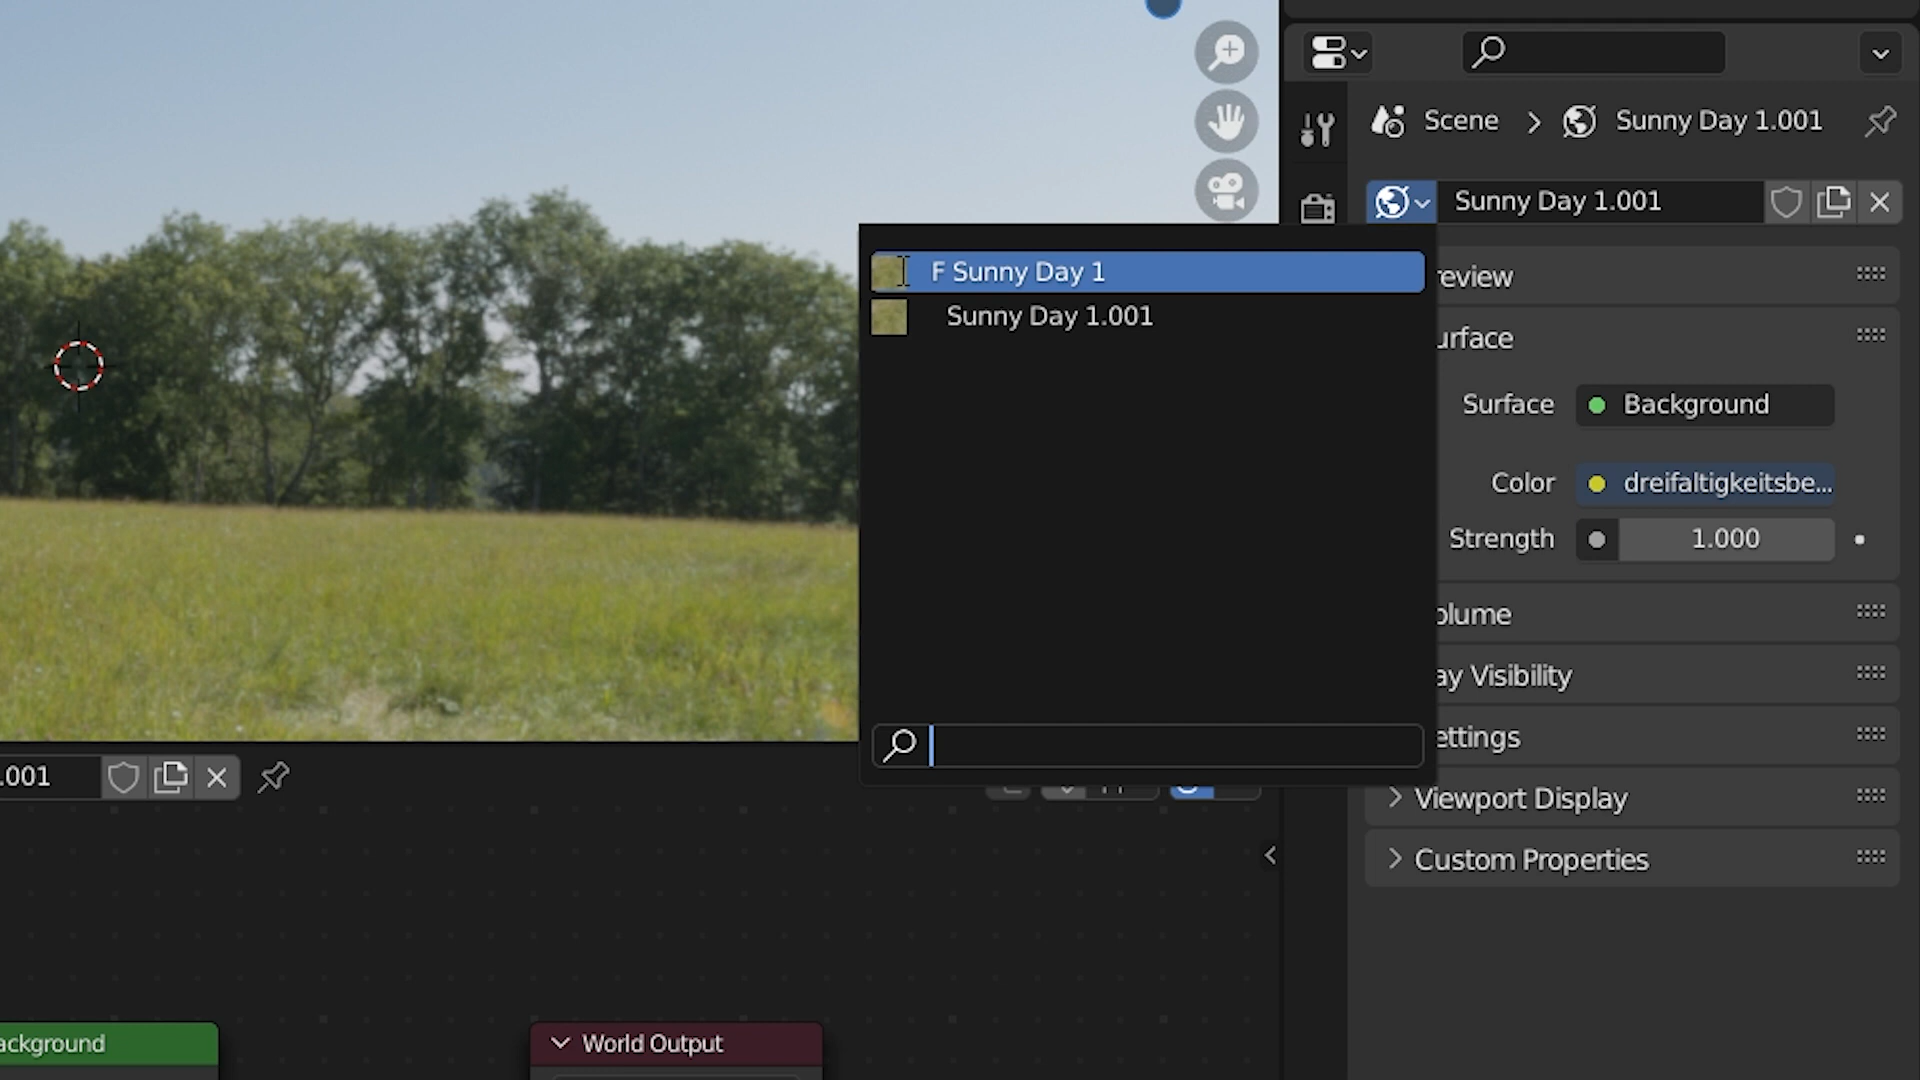 Scene
Sunny Day 1.001
Sunny Day 1.001
F Sunny Day 1
Sunny Day 1.001
review
urface
Surface
Background
Color
dreifaltigkeitsbe...
Strength
1.000
olume
ay Visibility
ettings
Viewport Display
Custom Properties
.001
ackground
World Output